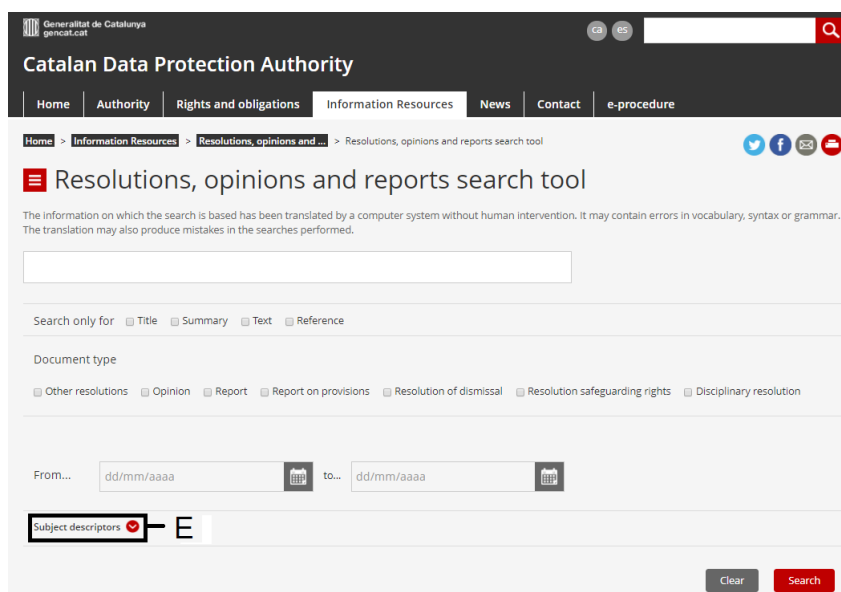 Generalitat de Catalunya
gencat.cat
ca es
Catalan Data Protection Authority
Home Authority Rights and obligations Information Resources News Contact e-procedure
Home > Information Resources > Resolutions, opinions and ... > Resolutions, opinions and reports search tool
Resolutions, opinions and reports search tool
The information on which the search is based has been translated by a computer system without human intervention. It may contain errors in vocabulary, syntax or grammar.
The translation may also produce mistakes in the searches performed.
Search only for Title Summary Text Reference
Document type
Other resolutions Opinion Report Report on provisions Resolution of dismissal Resolution safeguarding rights Disciplinary resolution
From... dd/mm/aaaa to... dd/mm/aaaa
Subject descriptors E
Clear Search